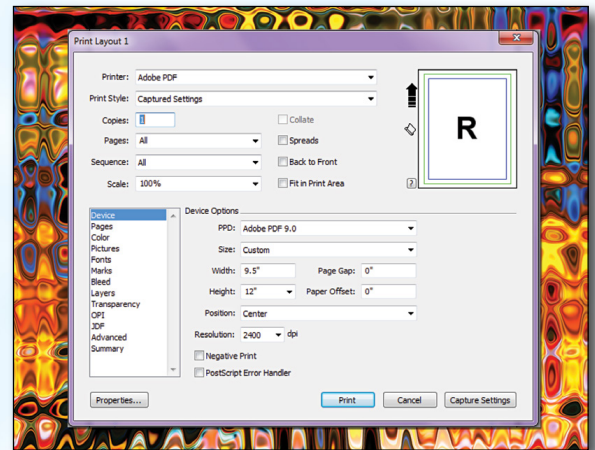 Print Layout 1
Printer: Adobe PDF
Print Style: Captured Settings
Copies: 1 Collate
Pages: All Spreads
Sequence: All Back to Front
Scale: 100% Fit in Print Area
R
?
Device
Pages
Color
Pictures
Fonts
Marks
Bleed
Layers
Transparency
OPI
JDF
Advanced
Summary
Device Options
PPD: Adobe PDF 9.0
Size: Custom
Width: 9.5" Page Gap: 0"
Height: 12" Paper Offset: 0"
Position: Center
Resolution: 2400 dpi
Negative Print
PostScript Error Handler
Properties... Print Cancel Capture Settings